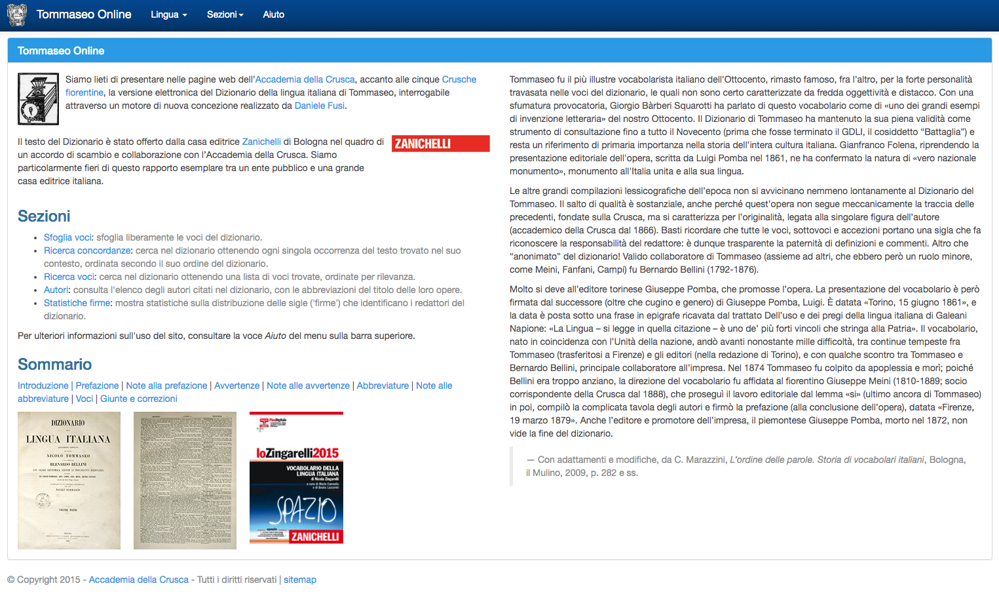 Tommaseo Online
Lingua
Sezioni
Aiuto
Tommaseo Online
Siamo lieti di presentare nelle pagine web dell'Accademia della Crusca, accanto alle cinque Crusche
fiorentine, la versione elettronica del Dizionario della lingua italiana di Tommaseo, interrogabile
attraverso un motore di nuova concezione realizzato da Daniele Fusi.
Il testo del Dizionario è stato offerto dalla casa editrice Zanichelli di Bologna nel quadro di
un accordo di scambio e collaborazione con l'Accademia della Crusca. Siamo
particolarmente fieri di questo rapporto esemplare tra un ente pubblico e una grande
casa editrice italiana.
ZANICHELLI
Sezioni
• Sfoglia voci: sfoglia liberamente le voci del dizionario.
• Ricerca concordanze: cerca nel dizionario ottenendo ogni singola occorrenza del testo trovato nel suo
contesto, ordinata secondo il suo ordine del dizionario.
• Ricerca voci: cerca nel dizionario ottenendo una lista di voci trovate, ordinate per rilevanza.
• Autori: consulta l'elenco degli autori citati nel dizionario, con le abbreviazioni del titolo delle loro opere.
• Statistiche firme: mostra statistiche sulla distribuzione delle sigle ('firme') che identificano i redattori del
dizionario.
Per ulteriori informazioni sull'uso del sito, consultare la voce Aiuto del menu sulla barra superiore.
Sommario
Introduzione | Prefazione | Note alla prefazione | Avvertenze | Note alle avvertenze | Abbreviature | Note alle
abbreviature | Voci | Giunte e correzioni
DIZIONARIO
LINGUA ITALIANA
NICOLÒ TOMMASEO
BERNARDO BELLINI
loZingarelli2015
VOCABOLARIO DELLA
LINGUA ITALIANA
di Nicola Zingarelli
SPAZIO
ZANICHELLI
Tommaseo fu il più illustre vocabolarista italiano dell'Ottocento, rimasto famoso, fra l'altro, per la forte personalità
travasata nelle voci del dizionario, le quali non sono certo caratterizzate da fredda oggettività e distacco. Con una
sfumatura provocatoria, Giorgio Bàrberi Squarotti ha parlato di questo vocabolario come di «uno dei grandi esempi
di invenzione letteraria» del nostro Ottocento. Il Dizionario di Tommaseo ha mantenuto la sua piena validità come
strumento di consultazione fino a tutto il Novecento (prima che fosse terminato il GDLI, il cosiddetto “Battaglia”) e
resta un riferimento di primaria importanza nella storia dell'intera cultura italiana. Gianfranco Folena, riprendendo la
presentazione editoriale dell'opera, scritta da Luigi Pomba nel 1861, ne ha confermato la natura di «vero nazionale
monumento», monumento all'Italia unita e alla sua lingua.
Le altre grandi compilazioni lessicografiche dell'epoca non si avvicinano nemmeno lontanamente al Dizionario del
Tommaseo. Il salto di qualità è sostanziale, anche perché quest'opera non segue meccanicamente la traccia delle
precedenti, fondate sulla Crusca, ma si caratterizza per l'originalità, legata alla singolare figura dell'autore
(accademico della Crusca dal 1866). Basti ricordare che tutte le voci, sottovoci e accezioni portano una sigla che fa
riconoscere la responsabilità del redattore: è dunque trasparente la paternità di definizioni e commenti. Altro che
“anonimato” del dizionario! Valido collaboratore di Tommaseo (assieme ad altri, che ebbero però un ruolo minore,
come Meini, Fanfani, Campi) fu Bernardo Bellini (1792-1876).
Molto si deve all'editore torinese Giuseppe Pomba, che promosse l'opera. La presentazione del vocabolario è però
firmata dal successore (oltre che cugino e genero) di Giuseppe Pomba, Luigi. È datata «Torino, 15 giugno 1861», e
la data è posta sotto una frase in epigrafe ricavata dal trattato Dell'uso e dei pregi della lingua italiana di Galeani
Napione: «La Lingua – si legge in quella citazione – è uno de' più forti vincoli che stringa alla Patria». Il vocabolario,
nato in coincidenza con l'Unità della nazione, andò avanti nonostante mille difficoltà, tra continue tempeste fra
Tommaseo (trasferitosi a Firenze) e gli editori (nella redazione di Torino), e con qualche scontro tra Tommaseo e
Bernardo Bellini, principale collaboratore all'impresa. Nel 1874 Tommaseo fu colpito da apoplessia e morì; poiché
Bellini era troppo anziano, la direzione del vocabolario fu affidata al fiorentino Giuseppe Meini (1810-1889; socio
corrispondente della Crusca dal 1888), che proseguì il lavoro editoriale dal lemma «si» (ultimo ancora di Tommaseo)
in poi, compilò la complicata tavola degli autori e firmò la prefazione (alla conclusione dell'opera), datata «Firenze,
19 marzo 1879». Anche l'editore e promotore dell'impresa, il piemontese Giuseppe Pomba, morto nel 1872, non
vide la fine del dizionario.
— Con adattamenti e modifiche, da C. Marazzini, L'ordine delle parole. Storia di vocabolari italiani, Bologna,
il Mulino, 2009, p. 282 e ss.
© Copyright 2015 - Accademia della Crusca - Tutti i diritti riservati | sitemap